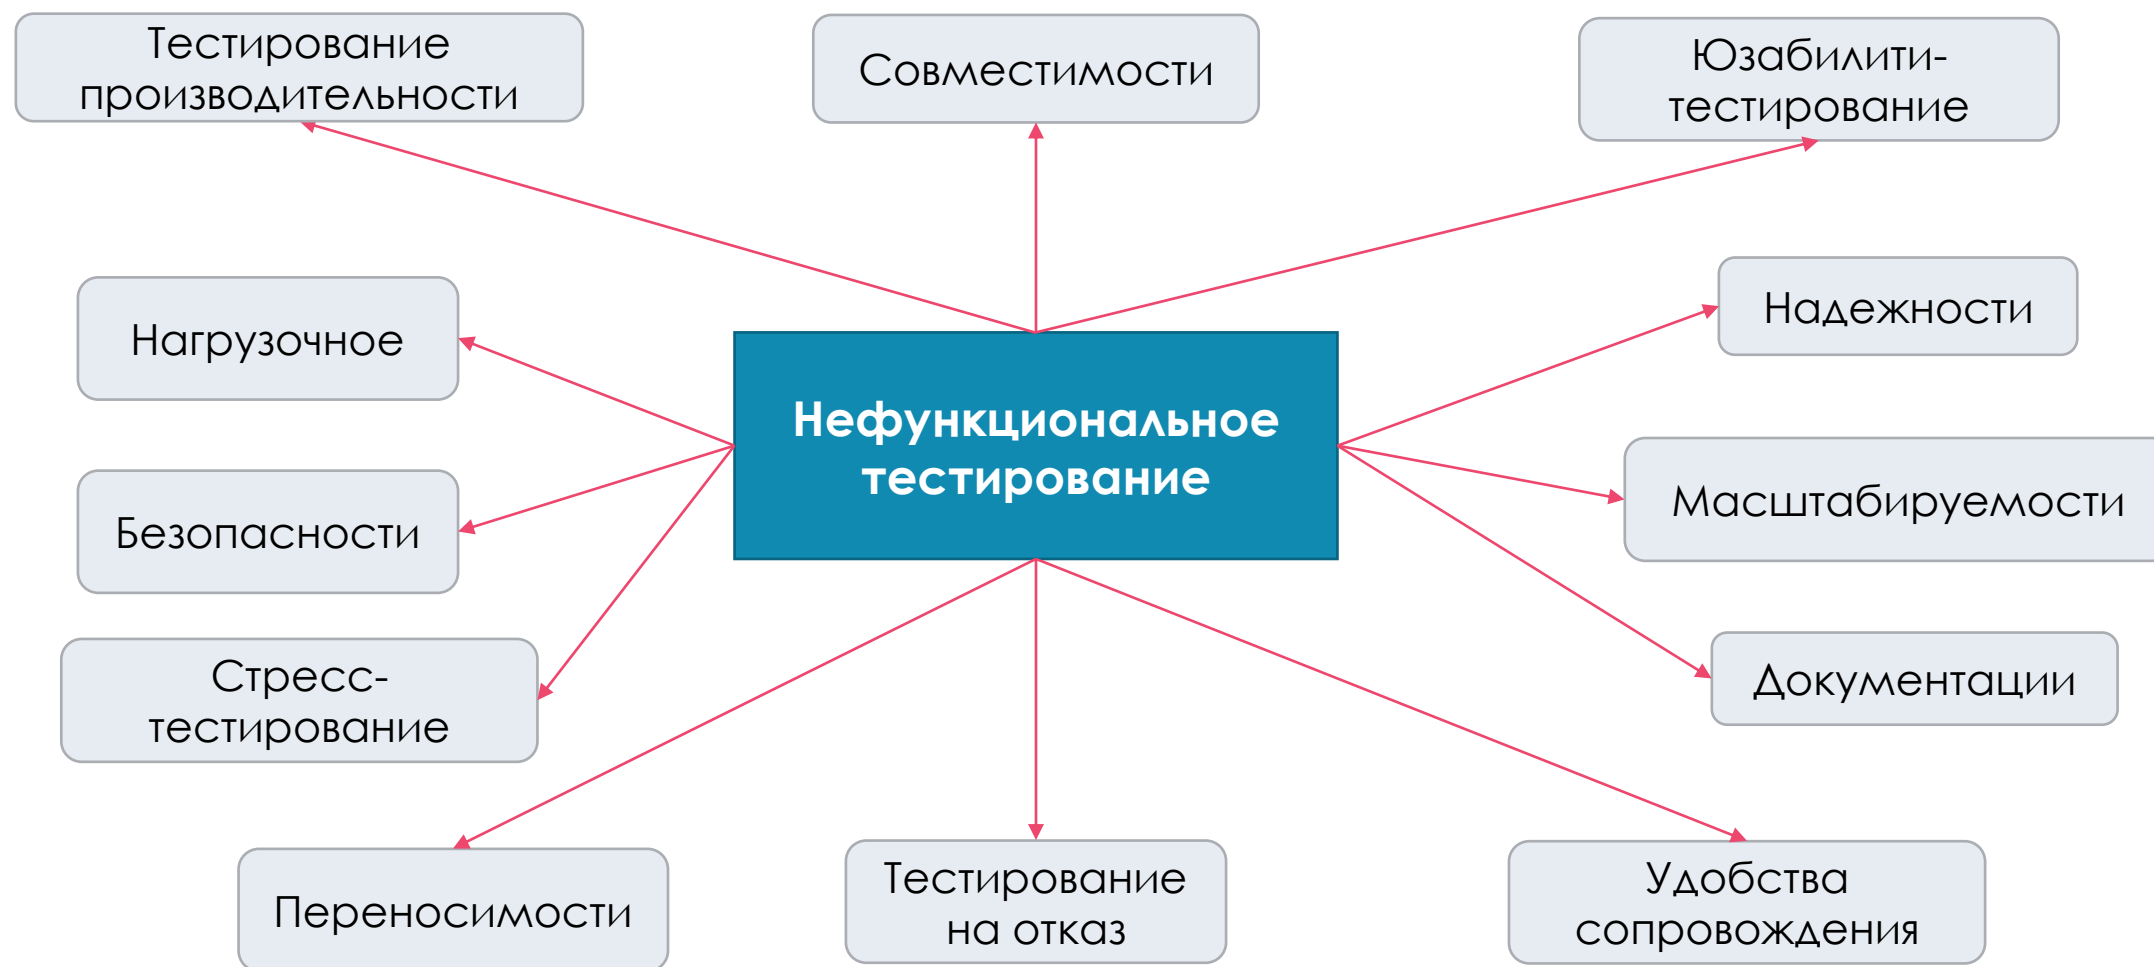 Тестирование
производительности
Совместимости
Юзабилити-
тестирование
Нагрузочное
Надежности
Нефункциональное
тестирование
Безопасности
Масштабируемости
Стресс-
тестирование
Документации
Переносимости
Тестирование
на отказ
Удобства
сопровождения